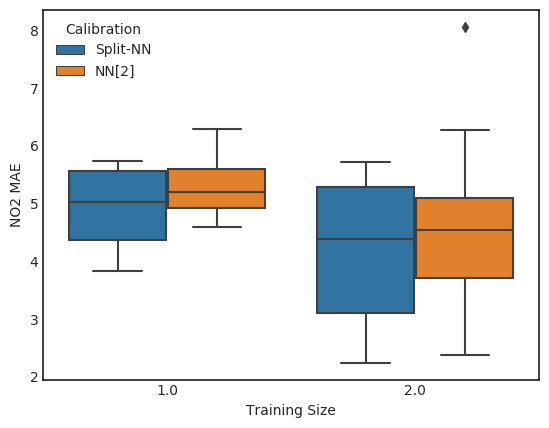 Calibration
Split-NN
NN[2]
8
7
6
5
4
3
2
NO2 MAE
1.0
2.0
Training Size